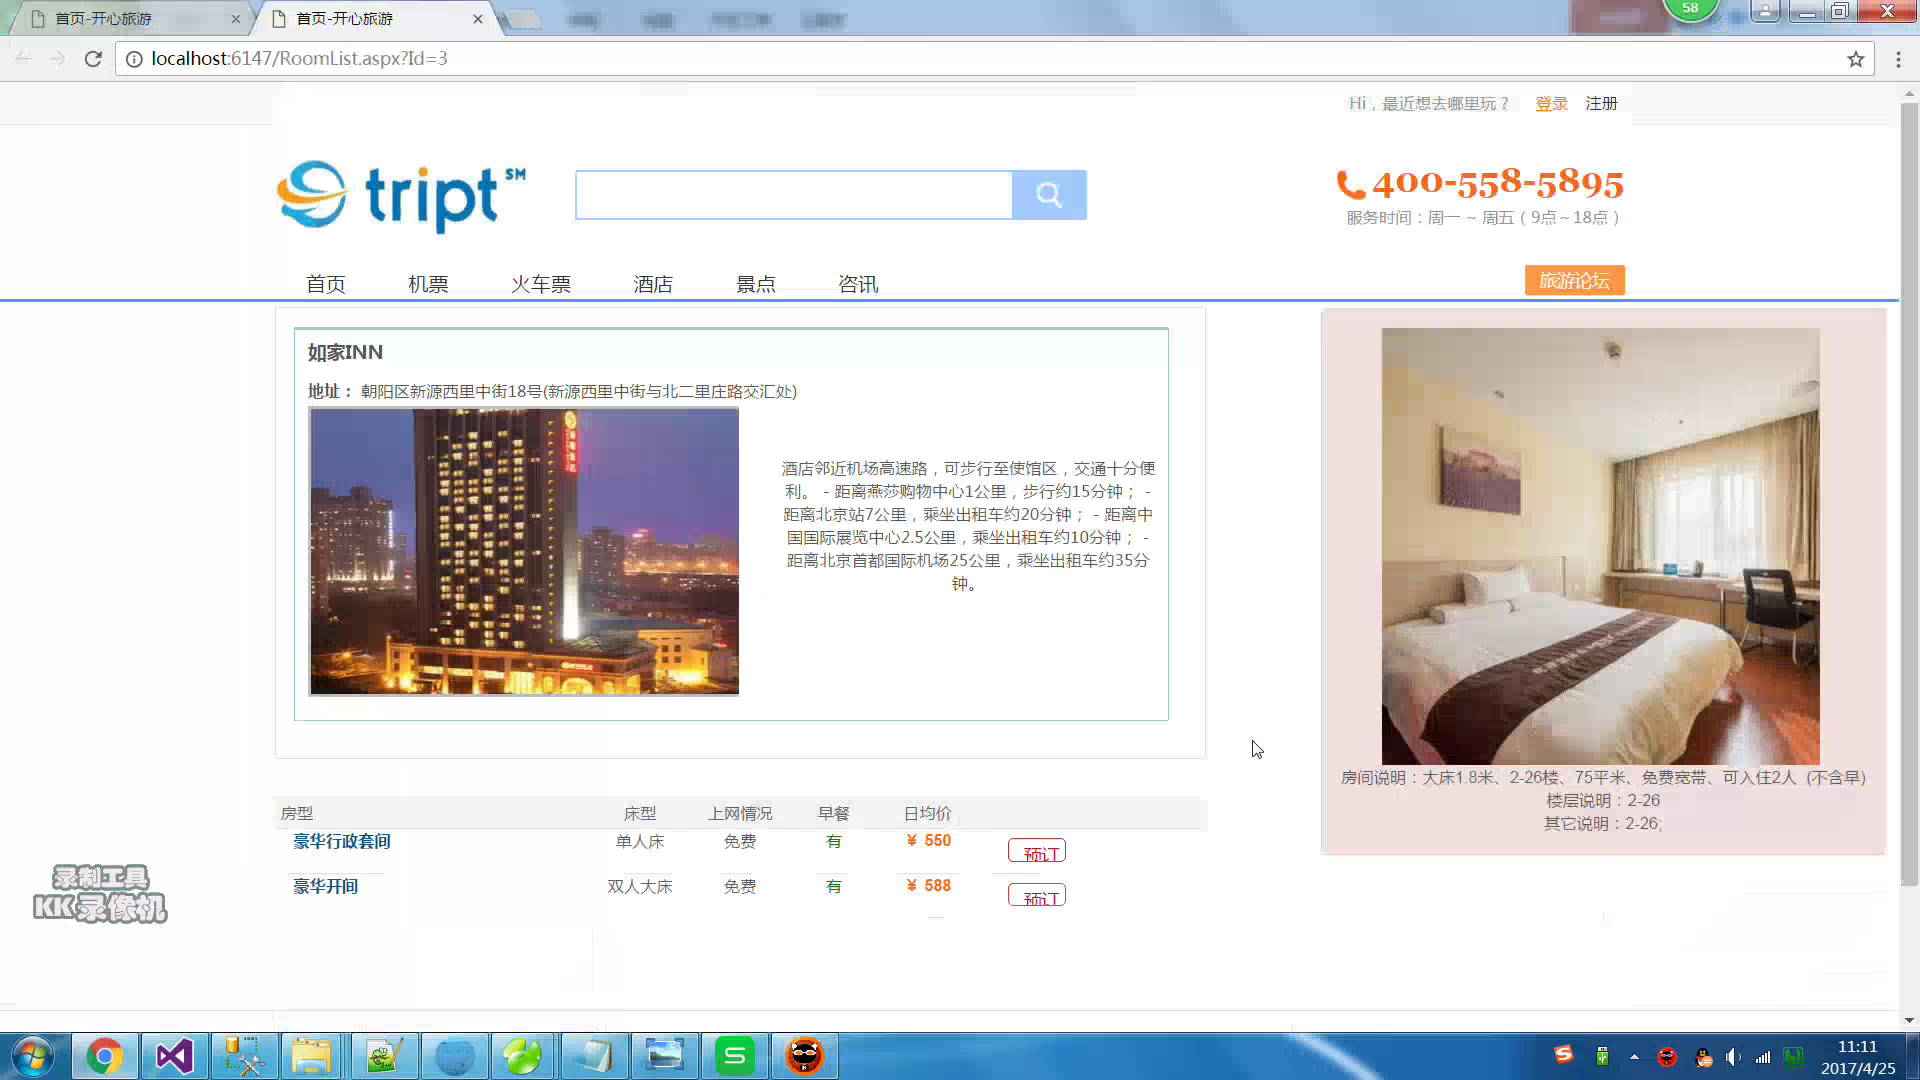 首页-开心旅游
首页-开心旅游
58
localhost:6147/RoomList.aspx?Id=3
Hi，最近想去哪里玩？ 登录 注册
tript SM
400-558-5895
服务时间：周一 ~ 周五（9点～18点）
首页 机票 火车票 酒店 景点 咨讯
旅游论坛
如家INN
地址： 朝阳区新源西里中街18号(新源西里中街与北二里庄路交汇处)
酒店邻近机场高速路，可步行至使馆区，交通十分便
利。 - 距离燕莎购物中心1公里，步行约15分钟； -
距离北京站7公里，乘坐出租车约20分钟； - 距离中
国国际展览中心2.5公里，乘坐出租车约10分钟； -
距离北京首都国际机场25公里，乘坐出租车约35分
钟。
房间说明：大床1.8米、2-26楼、75平米、免费宽带、可入住2人（不含早）
楼层说明：2-26
其它说明：2-26;
房型 床型 上网情况 早餐 日均价
豪华行政套间 单人床 免费 有 ¥ 550 预订
豪华开间 双人大床 免费 有 ¥ 588 预订
录制工具
KK录像机
11:11
2017/4/25